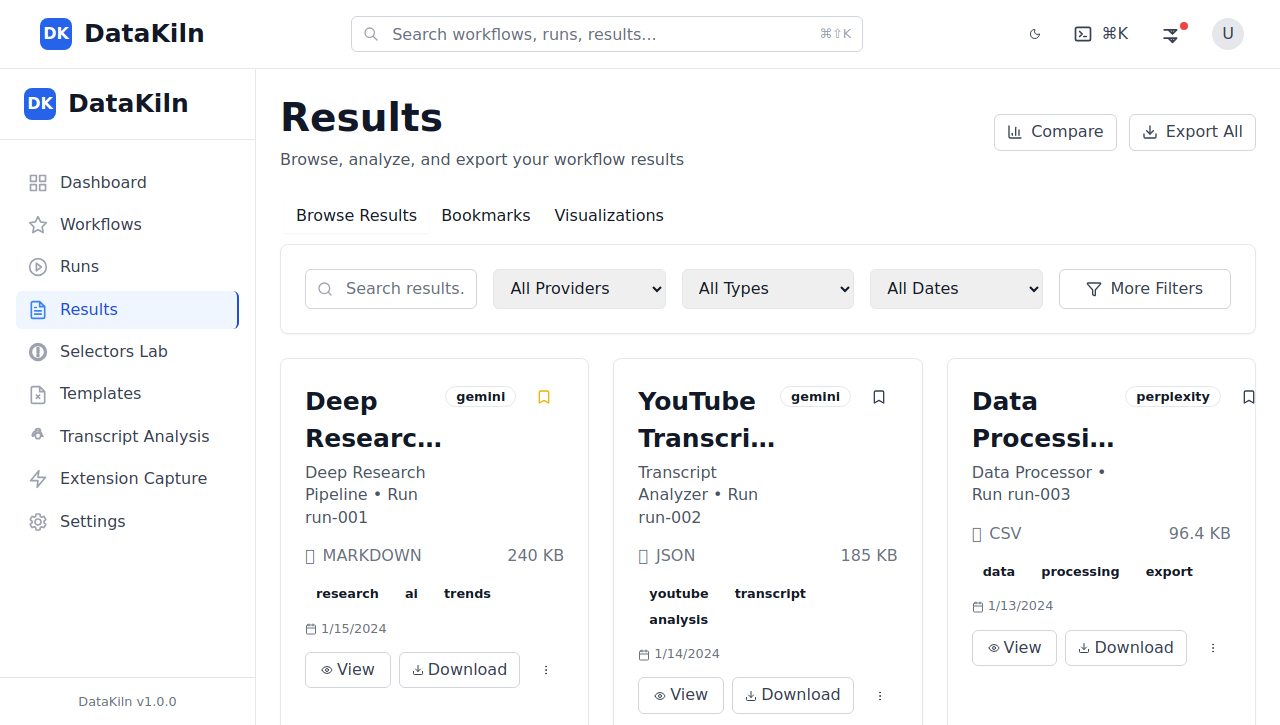 DK DataKiln
Search workflows, runs, results... ⌘⇧K
⌘K
U
DK DataKiln
Dashboard
Workflows
Runs
Results
Selectors Lab
Templates
Transcript Analysis
Extension Capture
Settings
DataKiln v1.0.0
Results
Browse, analyze, and export your workflow results
Compare
Export All
Browse Results Bookmarks Visualizations
Search results. All Providers All Types All Dates More Filters
Deep
Researc...
gemini
Deep Research
Pipeline • Run
run-001
MARKDOWN 240 KB
research ai trends
1/15/2024
View Download
YouTube
Transcri...
gemini
Transcript
Analyzer • Run
run-002
JSON 185 KB
youtube transcript
analysis
1/14/2024
View Download
Data
Processi...
perplexity
Data Processor •
Run run-003
CSV 96.4 KB
data processing export
1/13/2024
View Download